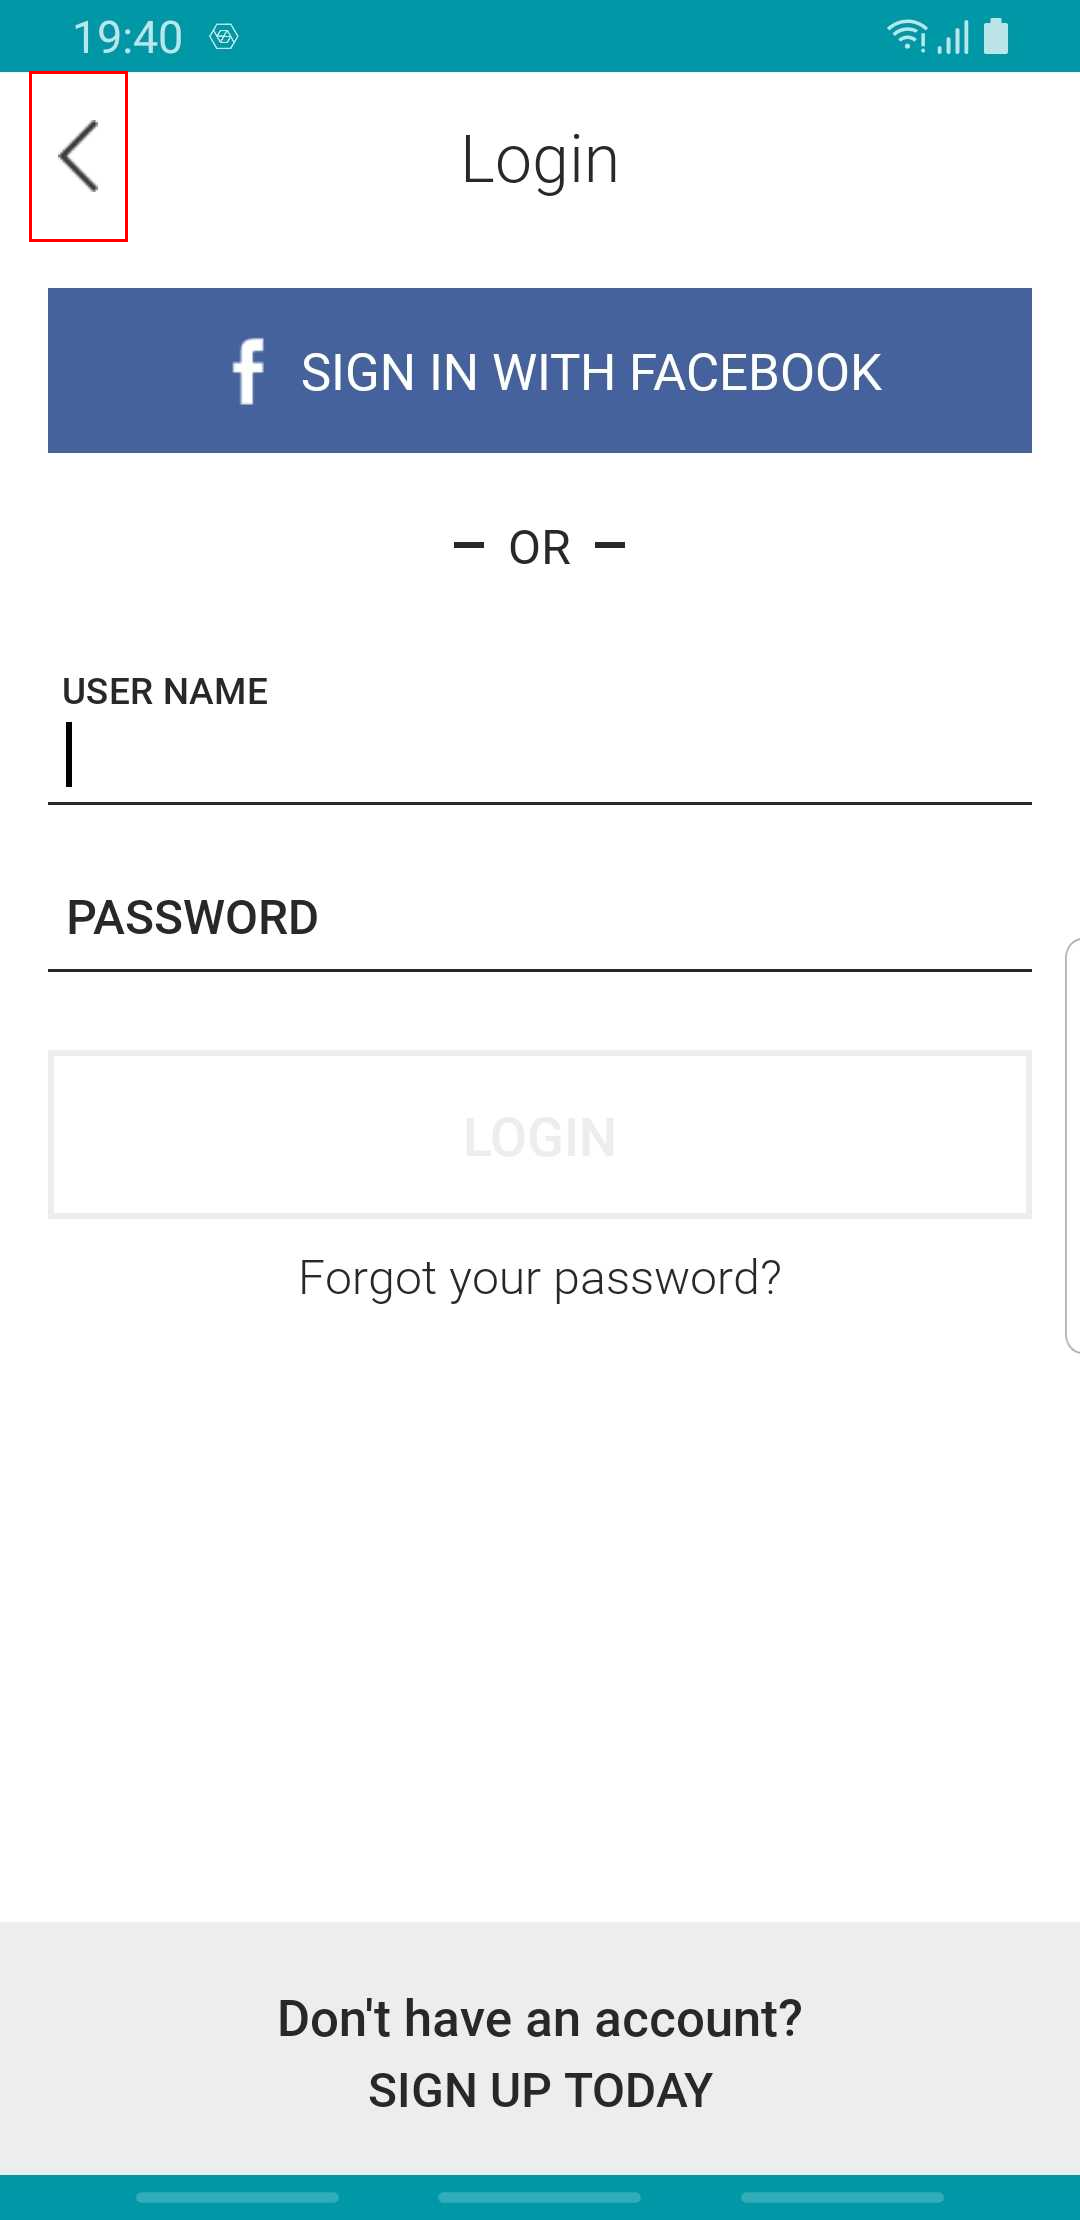 19:40
Login
SIGN IN WITH FACEBOOK
OR
USER NAME
PASSWORD
LOGIN
Forgot your password?
Don't have an account?
SIGN UP TODAY